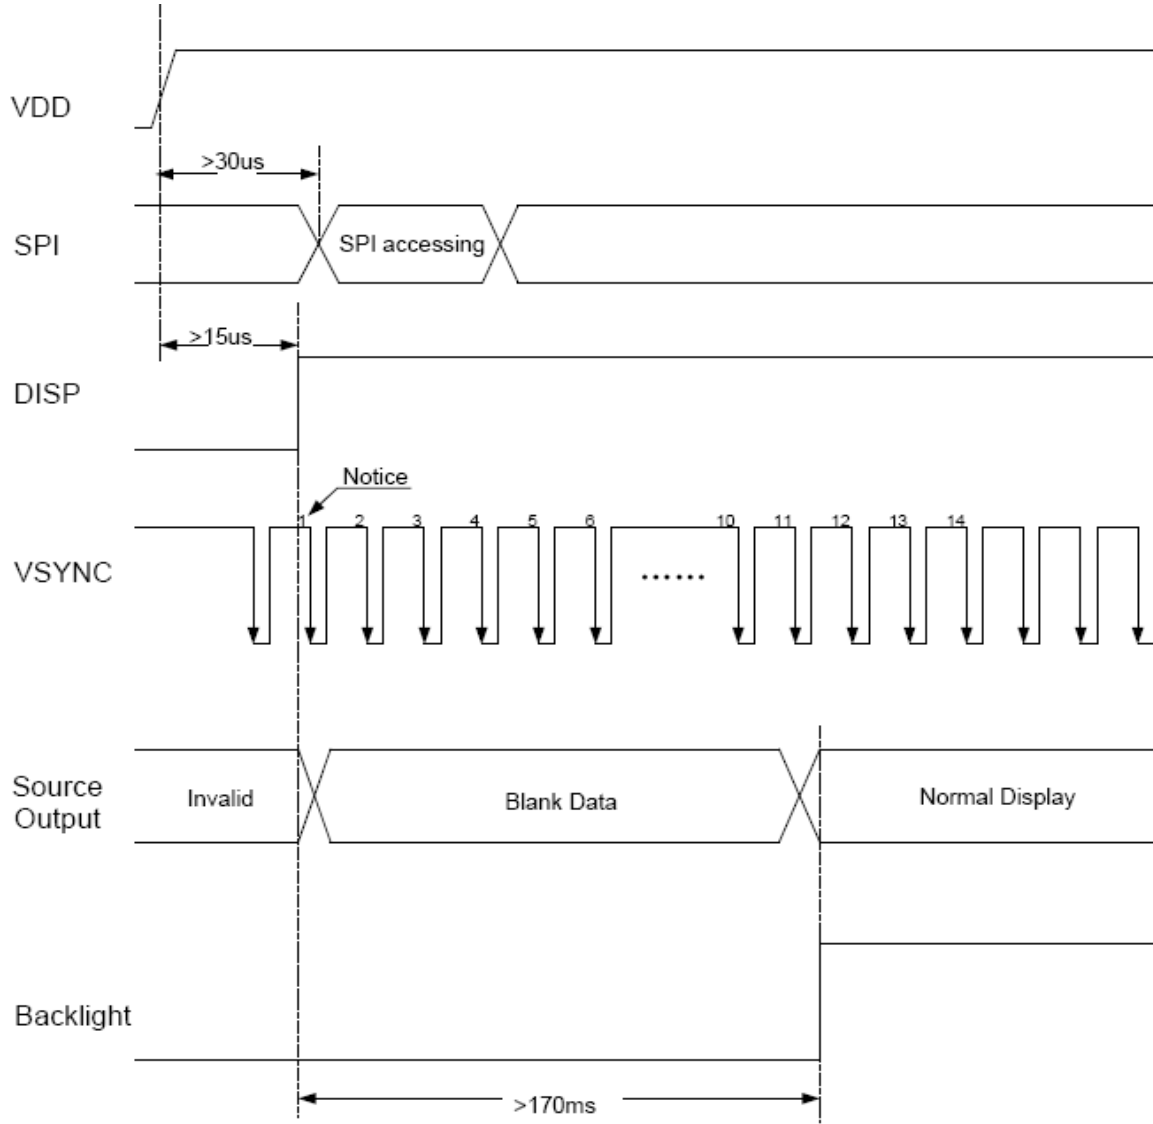 VDD
>30us
SPI
SPI accessing
>15us
DISP
Notice
1 2 3 4 5 6 10 11 12 13 14
VSYNC
......
Source
Output
Invalid
Blank Data
Normal Display
Backlight
>170ms